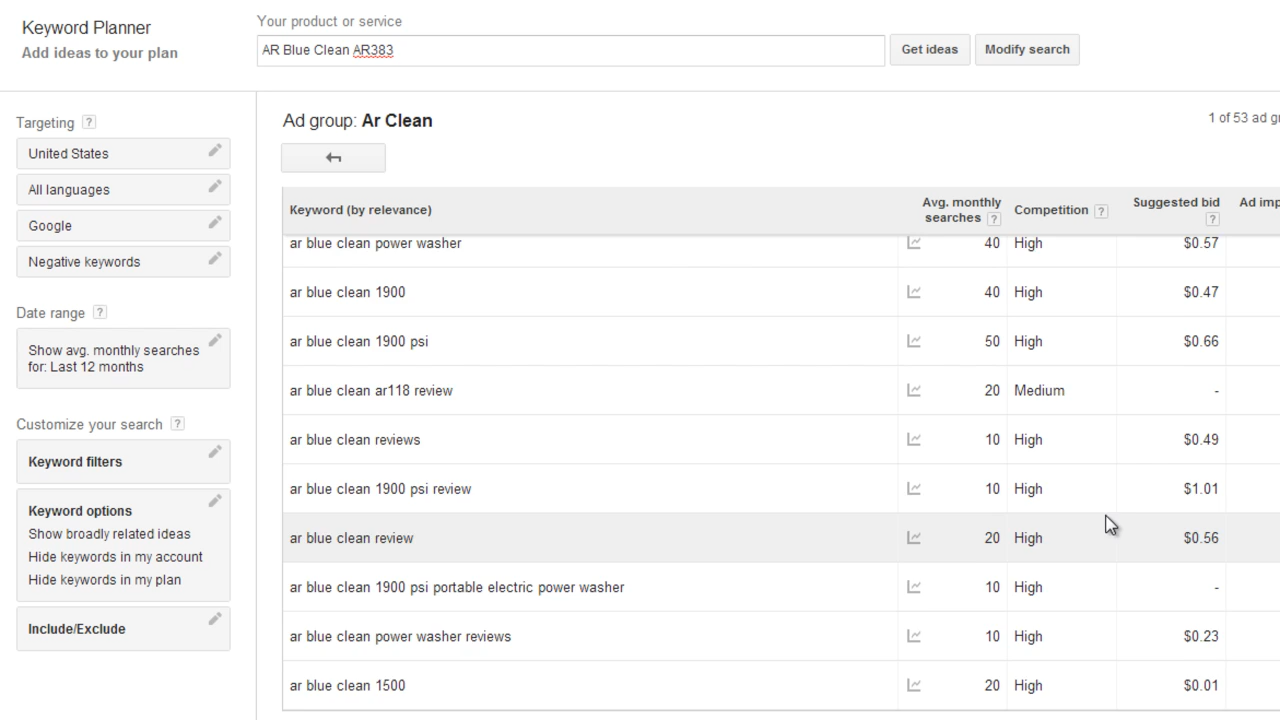 Keyword Planner
Add ideas to your plan
Your product or service
AR Blue Clean AR383
Get ideas
Modify search
Targeting ?
United States
All languages
Google
Negative keywords
Date range ?
Show avg. monthly searches
for: Last 12 months
Customize your search ?
Keyword filters
Keyword options
Show broadly related ideas
Hide keywords in my account
Hide keywords in my plan
Include/Exclude
Ad group: Ar Clean
1 of 53 ad gr
Keyword (by relevance) Avg. monthly searches ? Competition ? Suggested bid ? Ad imp
ar blue clean power washer 40 High $0.57
ar blue clean 1900 40 High $0.47
ar blue clean 1900 psi 50 High $0.66
ar blue clean ar118 review 20 Medium -
ar blue clean reviews 10 High $0.49
ar blue clean 1900 psi review 10 High $1.01
ar blue clean review 20 High $0.56
ar blue clean 1900 psi portable electric power washer 10 High -
ar blue clean power washer reviews 10 High $0.23
ar blue clean 1500 20 High $0.01